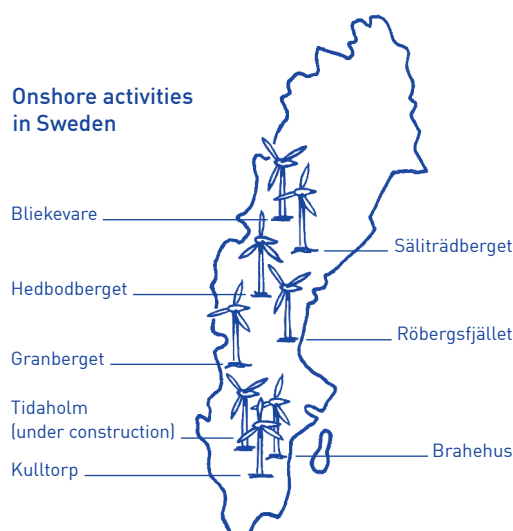 Onshore activities
in Sweden
Bliekevare
Säliträdberget
Hedbodberget
Röbergsfjället
Granberget
Tidaholm
(under construction)
Brahehus
Kulltorp